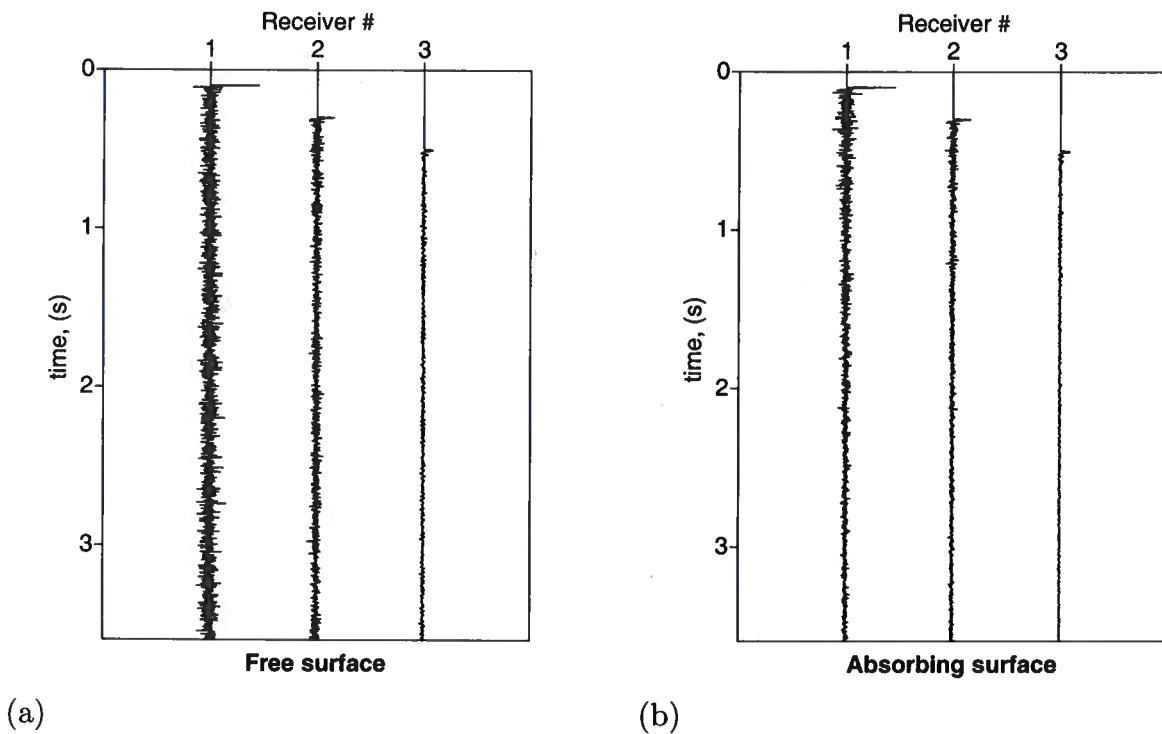 Receiver #
1 2 3
0
1
2
3
time, (s)
Free surface
(a)
Receiver #
1 2 3
0
1
2
3
time, (s)
Absorbing surface
(b)